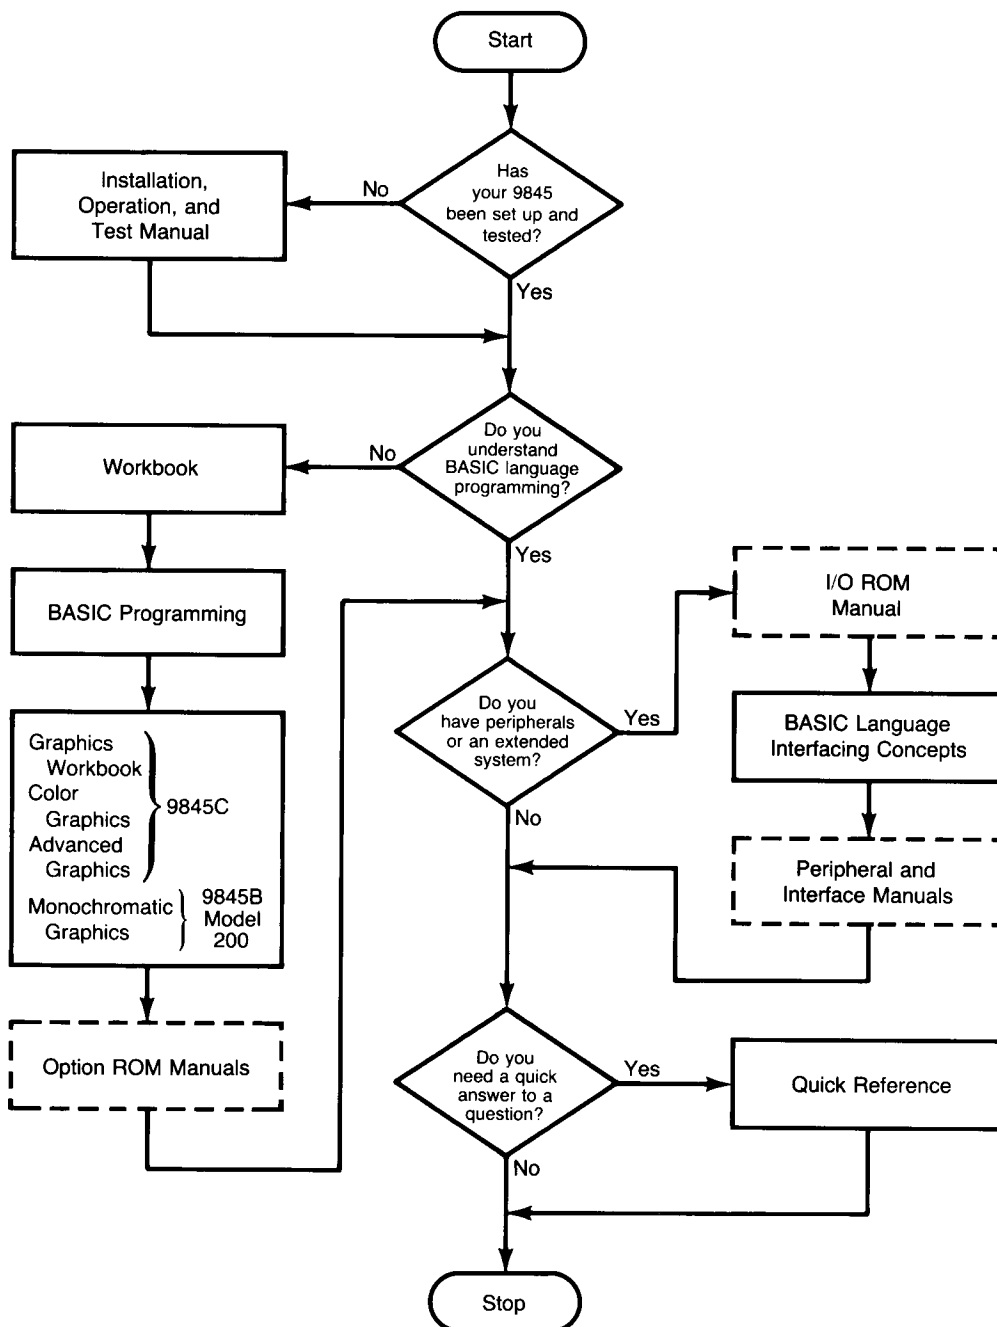 Start
Has
your 9845
been set up and
tested?
No
Installation,
Operation, and
Test Manual
Yes
Do you
understand
BASIC language
programming?
No
Workbook
BASIC Programming
Graphics
Workbook
Color
Graphics
Advanced
Graphics
9845C
Monochromatic
Graphics
9845B
Model
200
Option ROM Manuals
Yes
Do you
have peripherals
or an extended
system?
Yes
I/O ROM
Manual
BASIC Language
Interfacing Concepts
Peripheral and
Interface Manuals
No
Do you
need a quick
answer to a
question?
Yes
Quick Reference
No
Stop